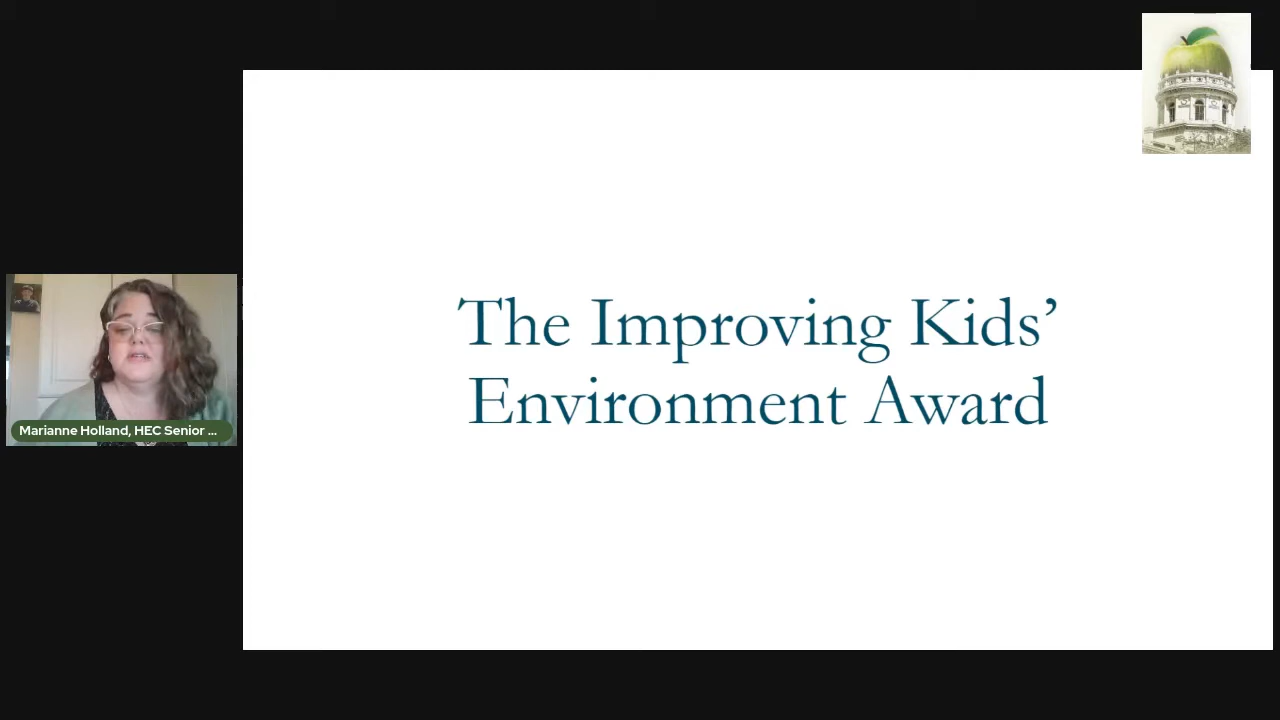 The Improving Kids’
Environment Award
Marianne Holland, HEC Senior ...